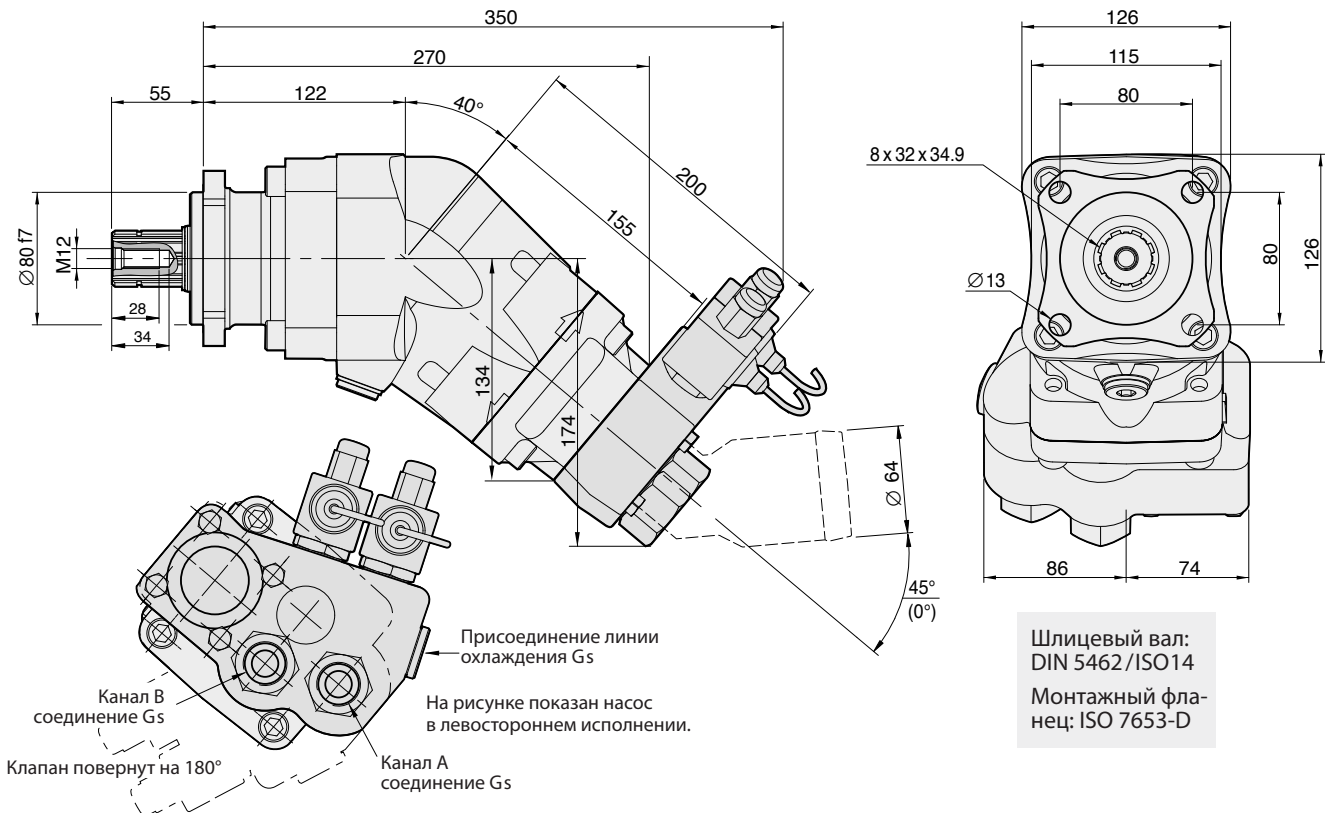 350
126
270
115
55
122
40°
80
8 x 32 x 34.9
200
155
Ø 80 f7
M12
80
126
Ø 13
28
34
134
174
Ø 64
86
74
45°
(0°)
Присоединение линии
охлаждения Gs
Канал B
соединение Gs
На рисунке показан насос
в левостороннем исполнении.
Клапан повернут на 180°
Канал A
соединение Gs
Шлицевый вал:
DIN 5462/ISO14
Монтажный фла-
нец: ISO 7653-D